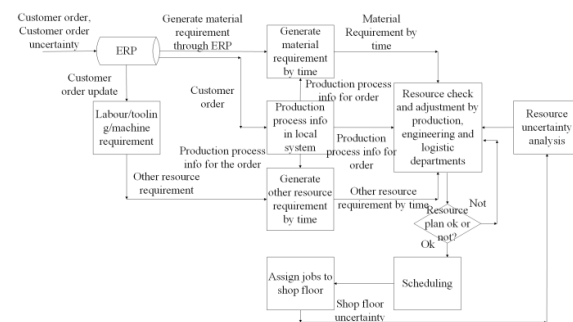 Customer order,
Customer order
uncertainty
ERP
Generate material
requirement
through ERP
Generate
material
requirement
by time
Material
Requirement by
time
Customer
order update
Customer
order
Production process
info for order
Labour/toolin
g/machine
requirement
Production
process info
in local
system
Resource check
and adjustment by
production,
engineering and
logistic
departments
Resource
uncertainty
analysis
Production process
info for the order
Production
process info for
order
Other resource
requirement
Generate
other resource
requirement
by time
Other resource
requirement by time
Resource
plan ok or
not?
Not
Ok
Assign jobs to
shop floor
Scheduling
Shop floor
uncertainty